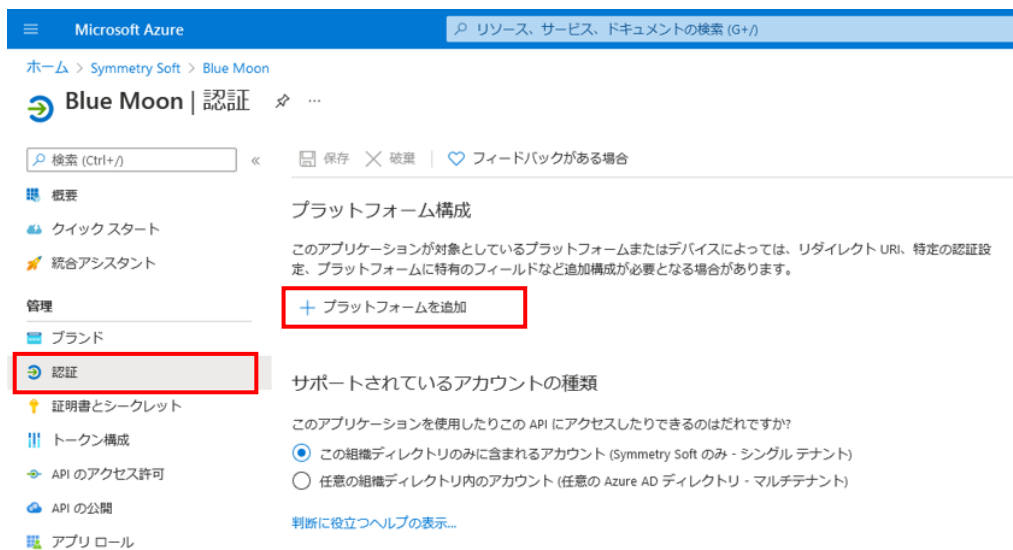 Microsoft Azure
リソース、サービス、ドキュメントの検索 (G+/)
ホーム > Symmetry Soft > Blue Moon
Blue Moon | 認証
検索 (Ctrl+/)
«
保存
破棄
フィードバックがある場合
概要
クイック スタート
統合アシスタント
管理
ブランド
認証
証明書とシークレット
トークン構成
API のアクセス許可
API の公開
アプリ ロール
プラットフォーム構成
このアプリケーションが対象としているプラットフォームまたはデバイスによっては、リダイレクト URI、特定の認証設
定、プラットフォームに特有のフィールドなど追加構成が必要となる場合があります。
プラットフォームを追加
サポートされているアカウントの種類
このアプリケーションを使用したりこの API にアクセスしたりできるのはだれですか?
この組織ディレクトリのみに含まれるアカウント (Symmetry Soft のみ - シングル テナント)
任意の組織ディレクトリ内のアカウント (任意の Azure AD ディレクトリ - マルチテナント)
判断に役立つヘルプの表示...